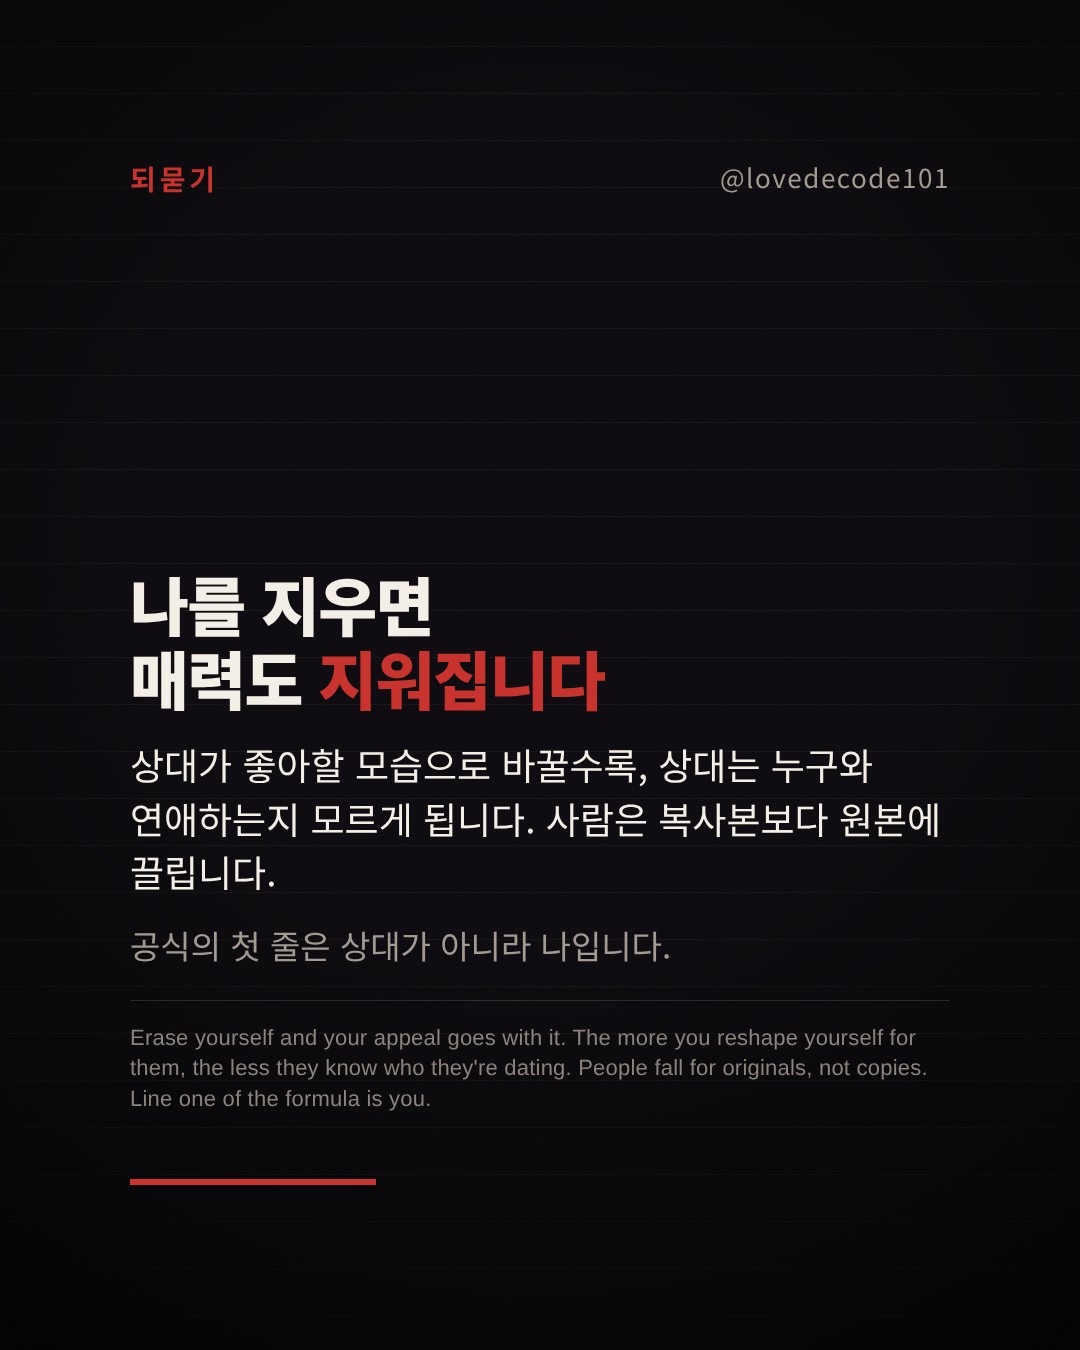 되묻기
@lovedecode101
나를 지우면
매력도 지워집니다
상대가 좋아할 모습으로 바꿀수록, 상대는 누구와
연애하는지 모르게 됩니다. 사람은 복사본보다 원본에
끌립니다.
공식의 첫 줄은 상대가 아니라 나입니다.
Erase yourself and your appeal goes with it. The more you reshape yourself for
them, the less they know who they're dating. People fall for originals, not copies.
Line one of the formula is you.